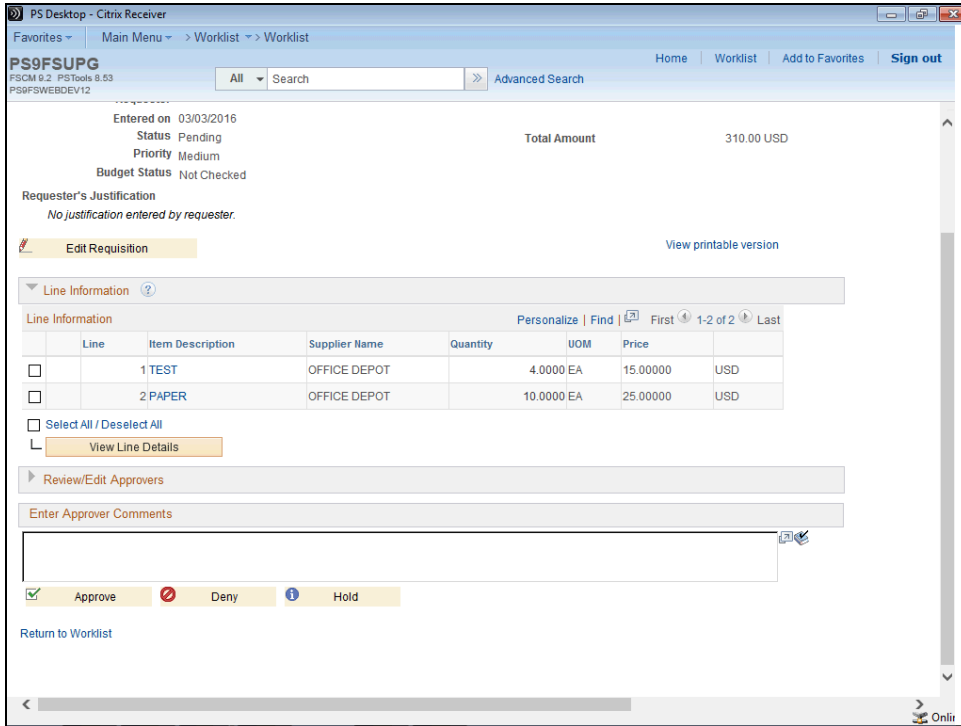 PS Desktop - Citrix Receiver
Favorites Main Menu > Worklist > Worklist
PS9FSUPG
FSCM 9.2 PSTools 8.53
PS9FSWEBDEV12
Home Worklist Add to Favorites Sign out
All Search Advanced Search
Entered on 03/03/2016
Status Pending
Total Amount 310.00 USD
Priority Medium
Budget Status Not Checked
Requester's Justification
No justification entered by requester.
Edit Requisition
View printable version
Line Information
Line Information Personalize | Find | First 1-2 of 2 Last
Line Item Description Supplier Name Quantity UOM Price
1 TEST OFFICE DEPOT 4.0000 EA 15.00000 USD
2 PAPER OFFICE DEPOT 10.0000 EA 25.00000 USD
Select All / Deselect All
View Line Details
Review/Edit Approvers
Enter Approver Comments
Approve Deny Hold
Return to Worklist